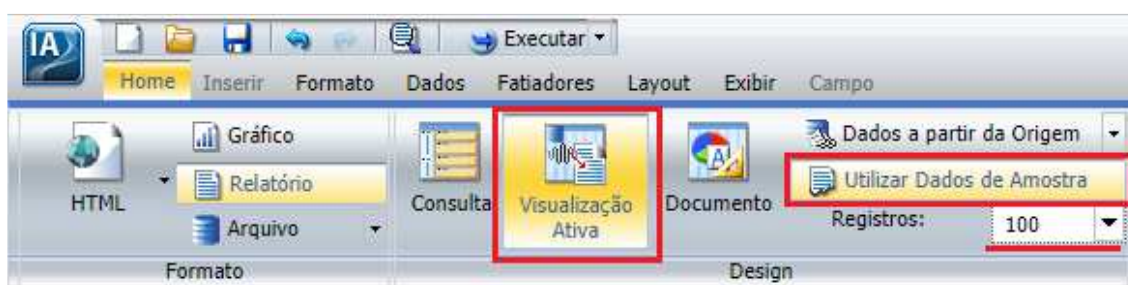 IA
Executar
Home Inserir Formato Dados Fatiadores Layout Exibir Campo
HTML
Gráfico
Relatório
Arquivo
Formato
Consulta
Visualização
Ativa
Documento
Dados a partir da Origem
Utilizar Dados de Amostra
Registros: 100
Design